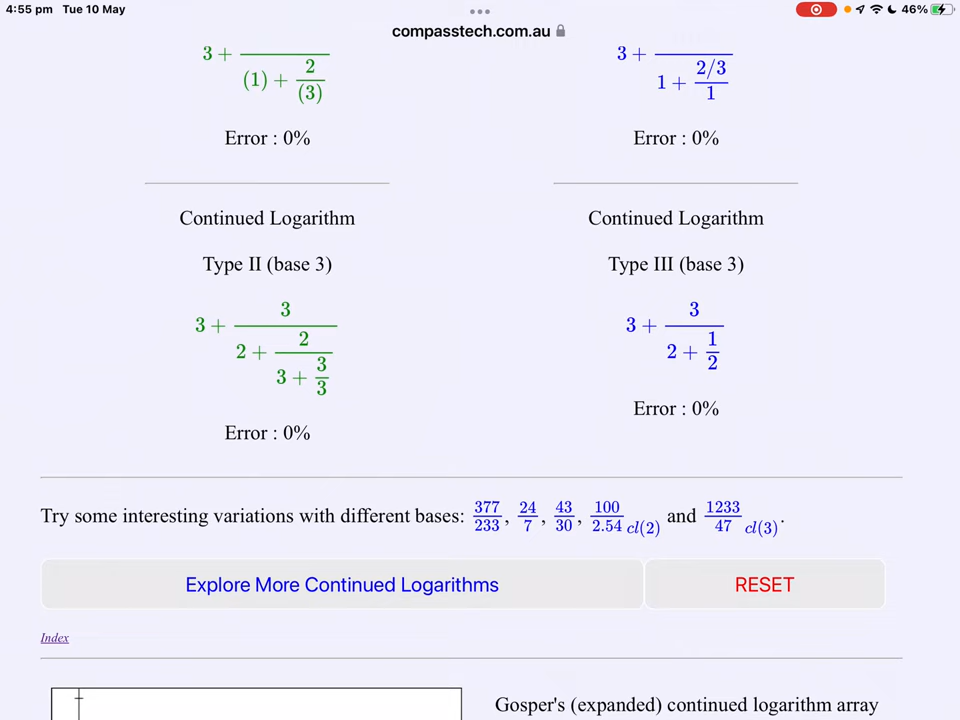 4:55 pm Tue 10 May
46%
compasstech.com.au
3 + 
(1) + 2/(3)
3 + 
1 + 2/3/1
Error : 0%
Error : 0%
Continued Logarithm
Continued Logarithm
Type II (base 3)
Type III (base 3)
3 + 3/(2 + 2/(3 + 3/3))
3 + 3/(2 + 1/2)
Error : 0%
Error : 0%
Try some interesting variations with different bases: 377/233, 24/7, 43/30, 100/2.54 cl(2) and 1233/47 cl(3).
Explore More Continued Logarithms
RESET
Index
Gosper's (expanded) continued logarithm array